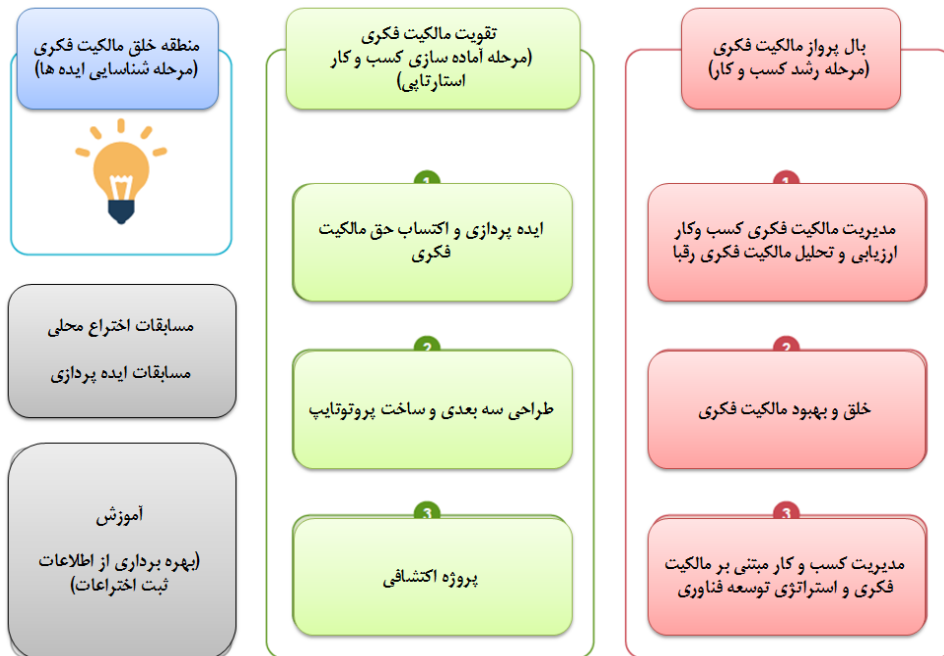 بال پرواز مالکیت فکری
(مرحله رشد کسب و کار)
1
مدیریت مالکیت فکری کسب وکار
ارزیابی و تحلیل مالکیت فکری رقبا
2
خلق و بهبود مالکیت فکری
3
مدیریت کسب و کار مبتنی بر مالکیت
فکری و استراتژی توسعه فناوری
تقویت مالکیت فکری
(مرحله آماده سازی کسب و کار
استارتاپی)
1
ایده پردازی و اکتساب حق مالکیت
فکری
2
طراحی سه بعدی و ساخت پروتوتایپ
3
پروژه اکتشافی
منطقه خلق مالکیت فکری
(مرحله شناسایی ایده ها)
مسابقات اختراع محلی
مسابقات ایده پردازی
آموزش
(بهره برداری از اطلاعات
ثبت اختراعات)